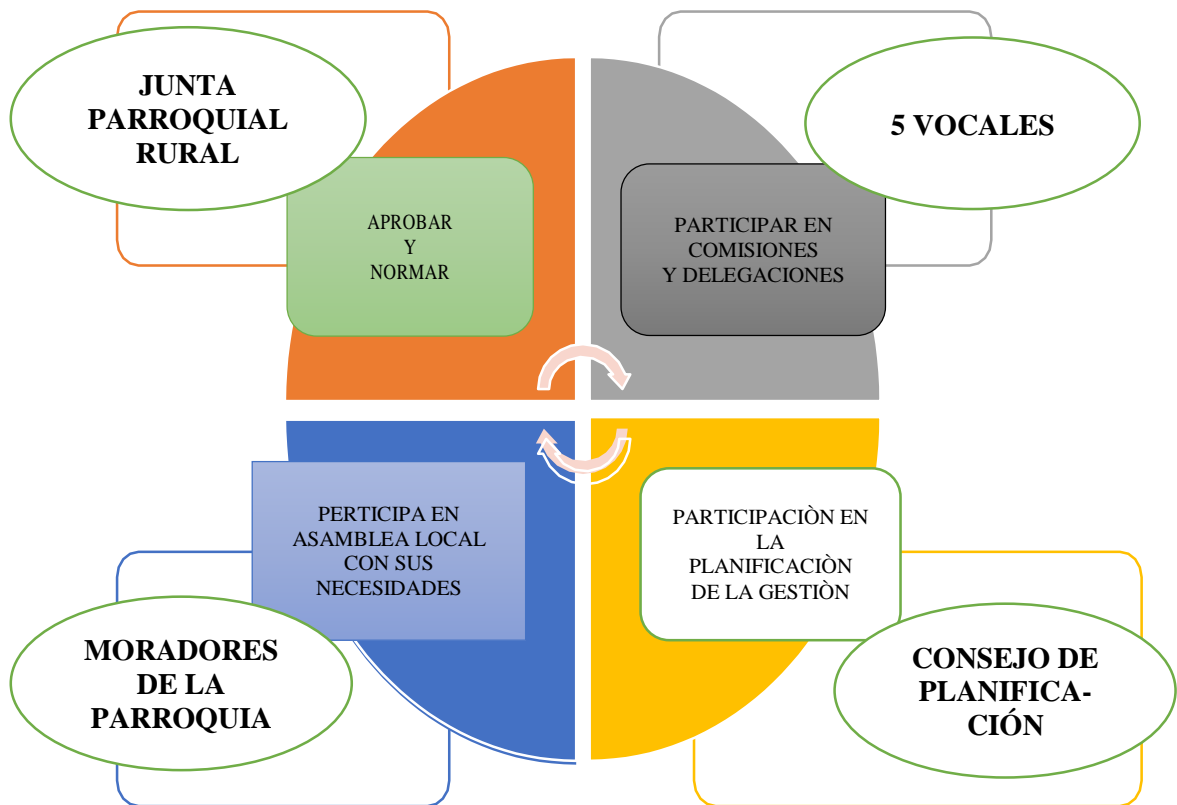 JUNTA
PARROQUIAL
RURAL
APROBAR
Y
NORMAR
5 VOCALES
PARTICIPAR EN
COMISIONES
Y DELEGACIONES
PERTICIPA EN
ASAMBLEA LOCAL
CON SUS
NECESIDADES
MORADORES
DE LA
PARROQUIA
PARTICIPACIÒN EN
LA
PLANIFICACIÒN
DE LA GESTIÒN
CONSEJO DE
PLANIFICA-
CIÓN